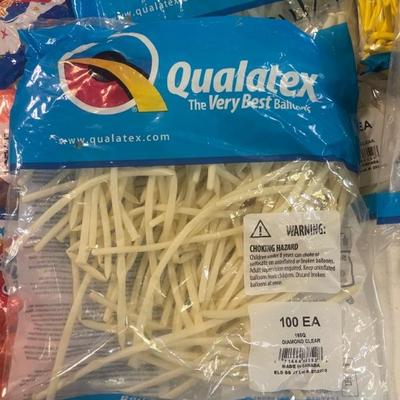 Qualatex
The Very Best Balloons
www.qualatex.com
EA
CLEAR
WARNING:
CHOKING HAZARD
Children under 8 years can choke or
suffocate on uninflated or broken balloons.
Adult supervision required. Keep uninflated
balloons from children. Discard broken
balloons at once.
100 EA
160Q
DIAMOND CLEAR
MADE IN CANADA